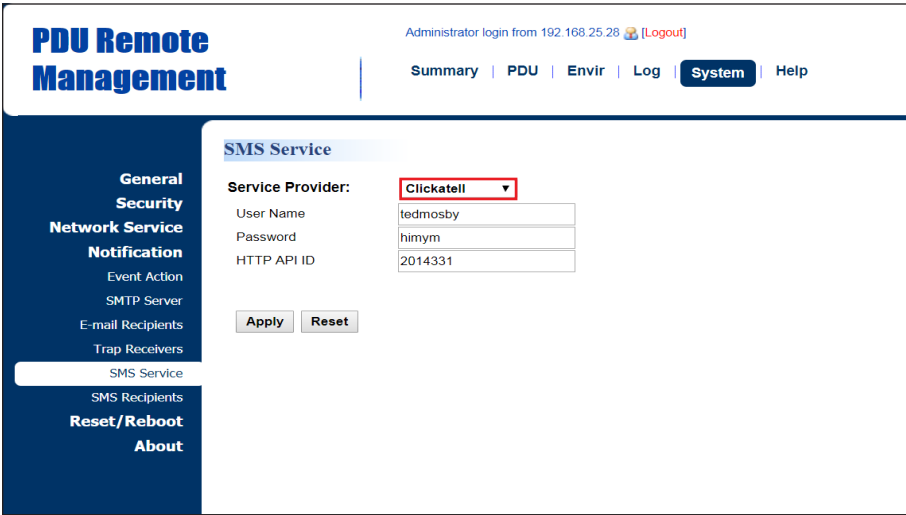 PDU Remote
Management
Administrator login from 192.168.25.28 [Logout]
Summary | PDU | Envir | Log | System | Help
General
Security
Network Service
Notification
Event Action
SMTP Server
E-mail Recipients
Trap Receivers
SMS Service
SMS Recipients
Reset/Reboot
About
SMS Service
Service Provider: Clickatell ▼
User Name tedmosby
Password himym
HTTP API ID 2014331
Apply Reset